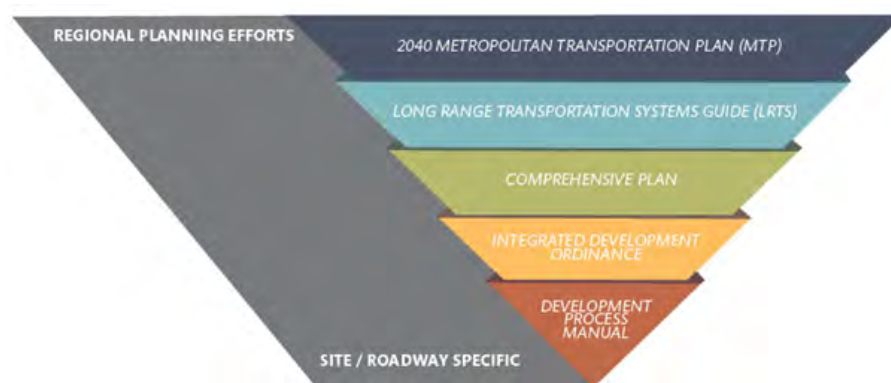 REGIONAL PLANNING EFFORTS
2040 METROPOLITAN TRANSPORTATION PLAN (MTP)
LONG RANGE TRANSPORTATION SYSTEMS GUIDE (LRTS)
COMPREHENSIVE PLAN
INTEGRATED DEVELOPMENT
ORDINANCE
DEVELOPMENT
PROCESS
MANUAL
SITE / ROADWAY SPECIFIC